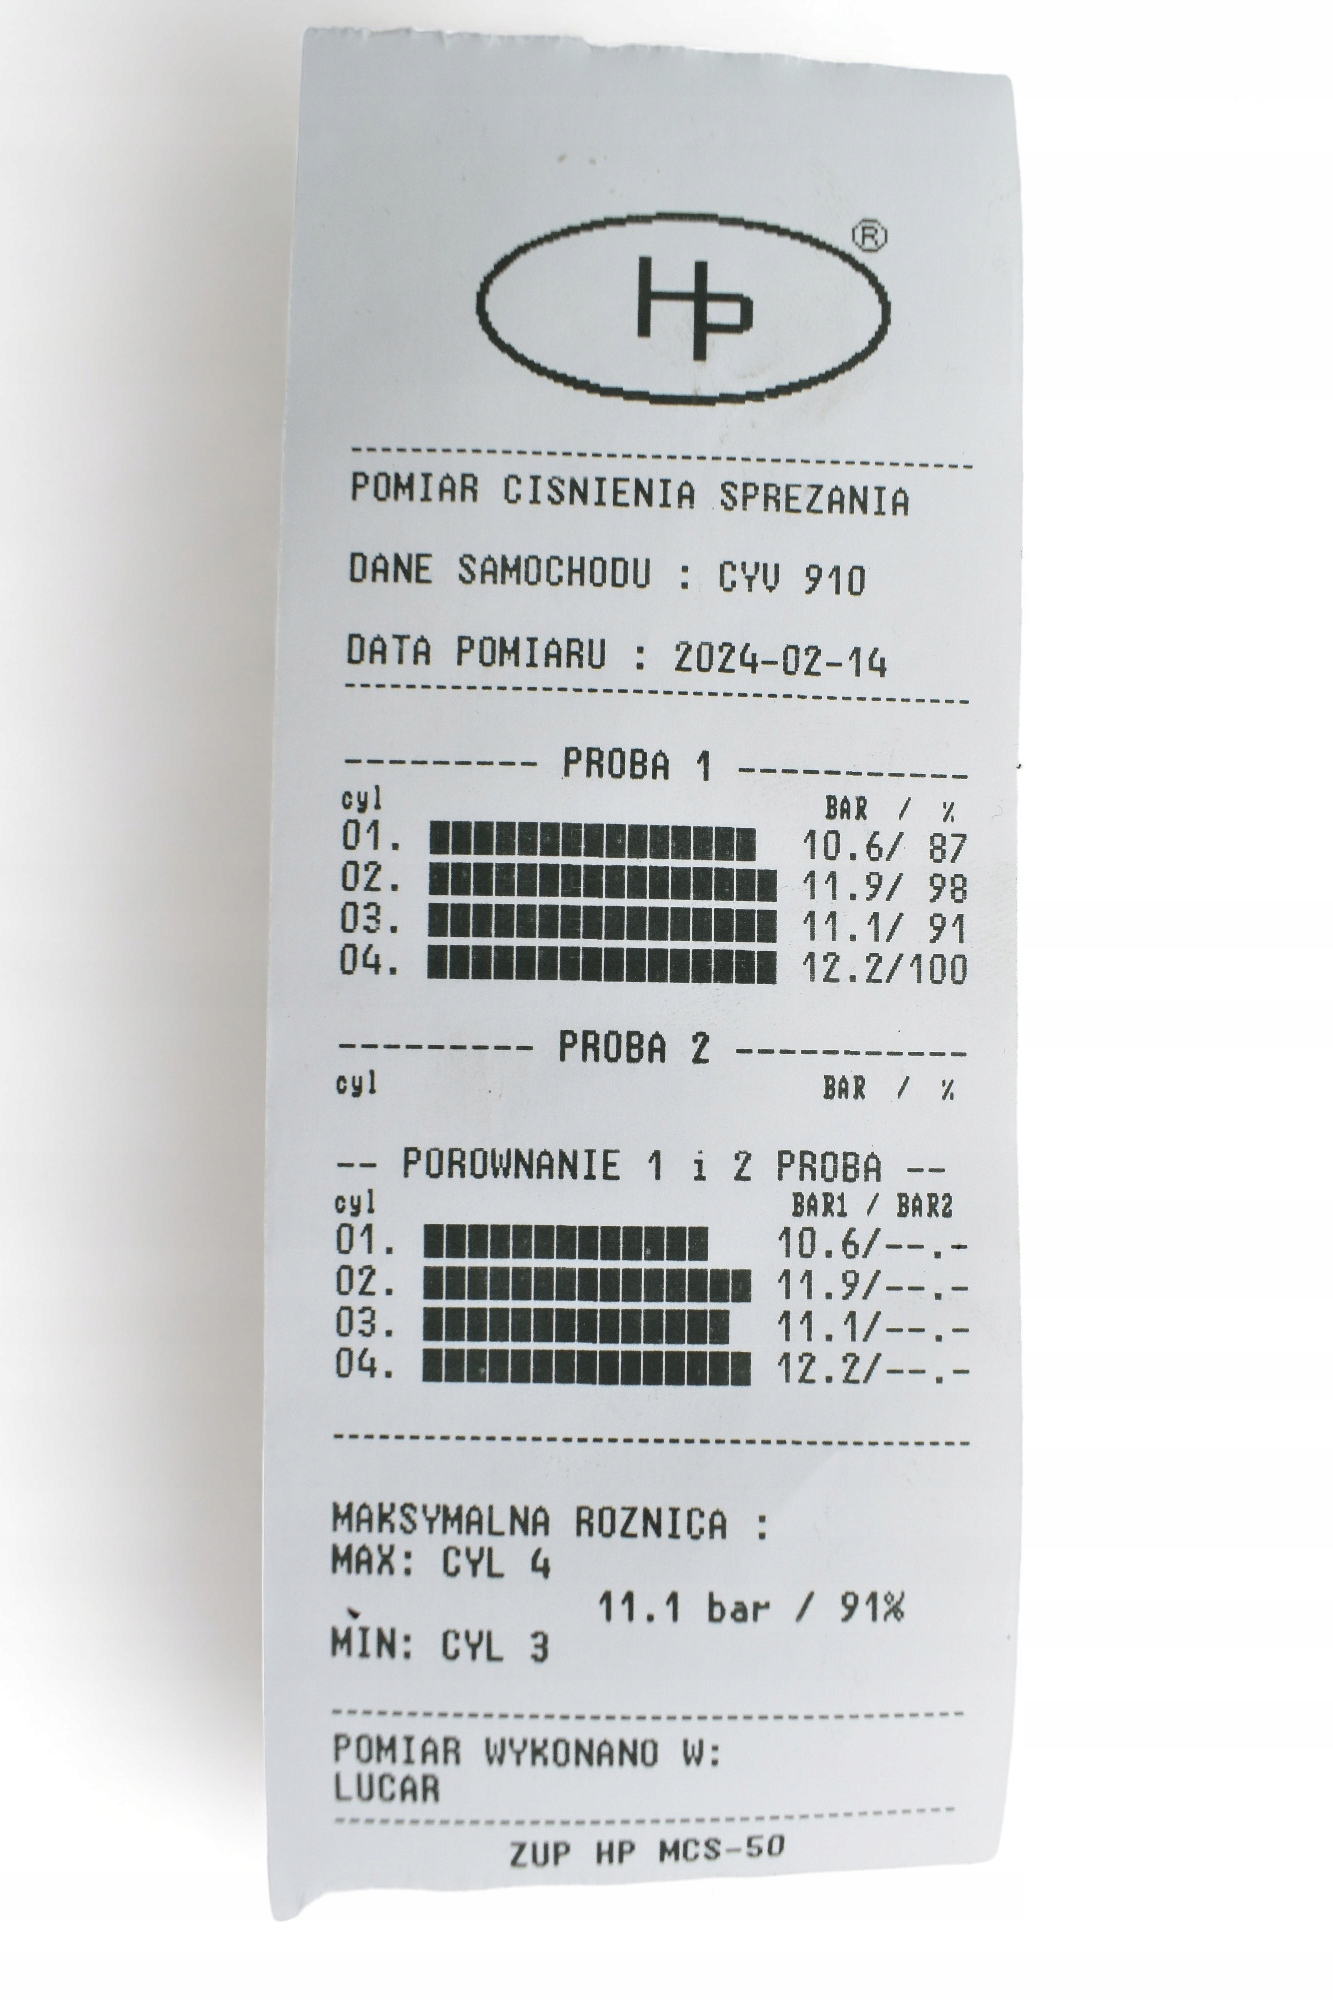 HP ®
POMIAR CISNIENIA SPREZANIA
DANE SAMOCHODU : CYV 910
DATA POMIARU : 2024-02-14
--------- PROBA 1 -----------
cyl BAR / %
01. 10.6/ 87
02. 11.9/ 98
03. 11.1/ 91
04. 12.2/100
--------- PROBA 2 -----------
cyl BAR / %
-- POROWNANIE 1 i 2 PROBA --
cyl BAR1 / BAR2
01. 10.6/--.-
02. 11.9/--.-
03. 11.1/--.-
04. 12.2/--.-
MAKSYMALNA ROZNICA :
MAX: CYL 4
11.1 bar / 91%
MIN: CYL 3
POMIAR WYKONANO W:
LUCAR
ZUP HP MCS-50